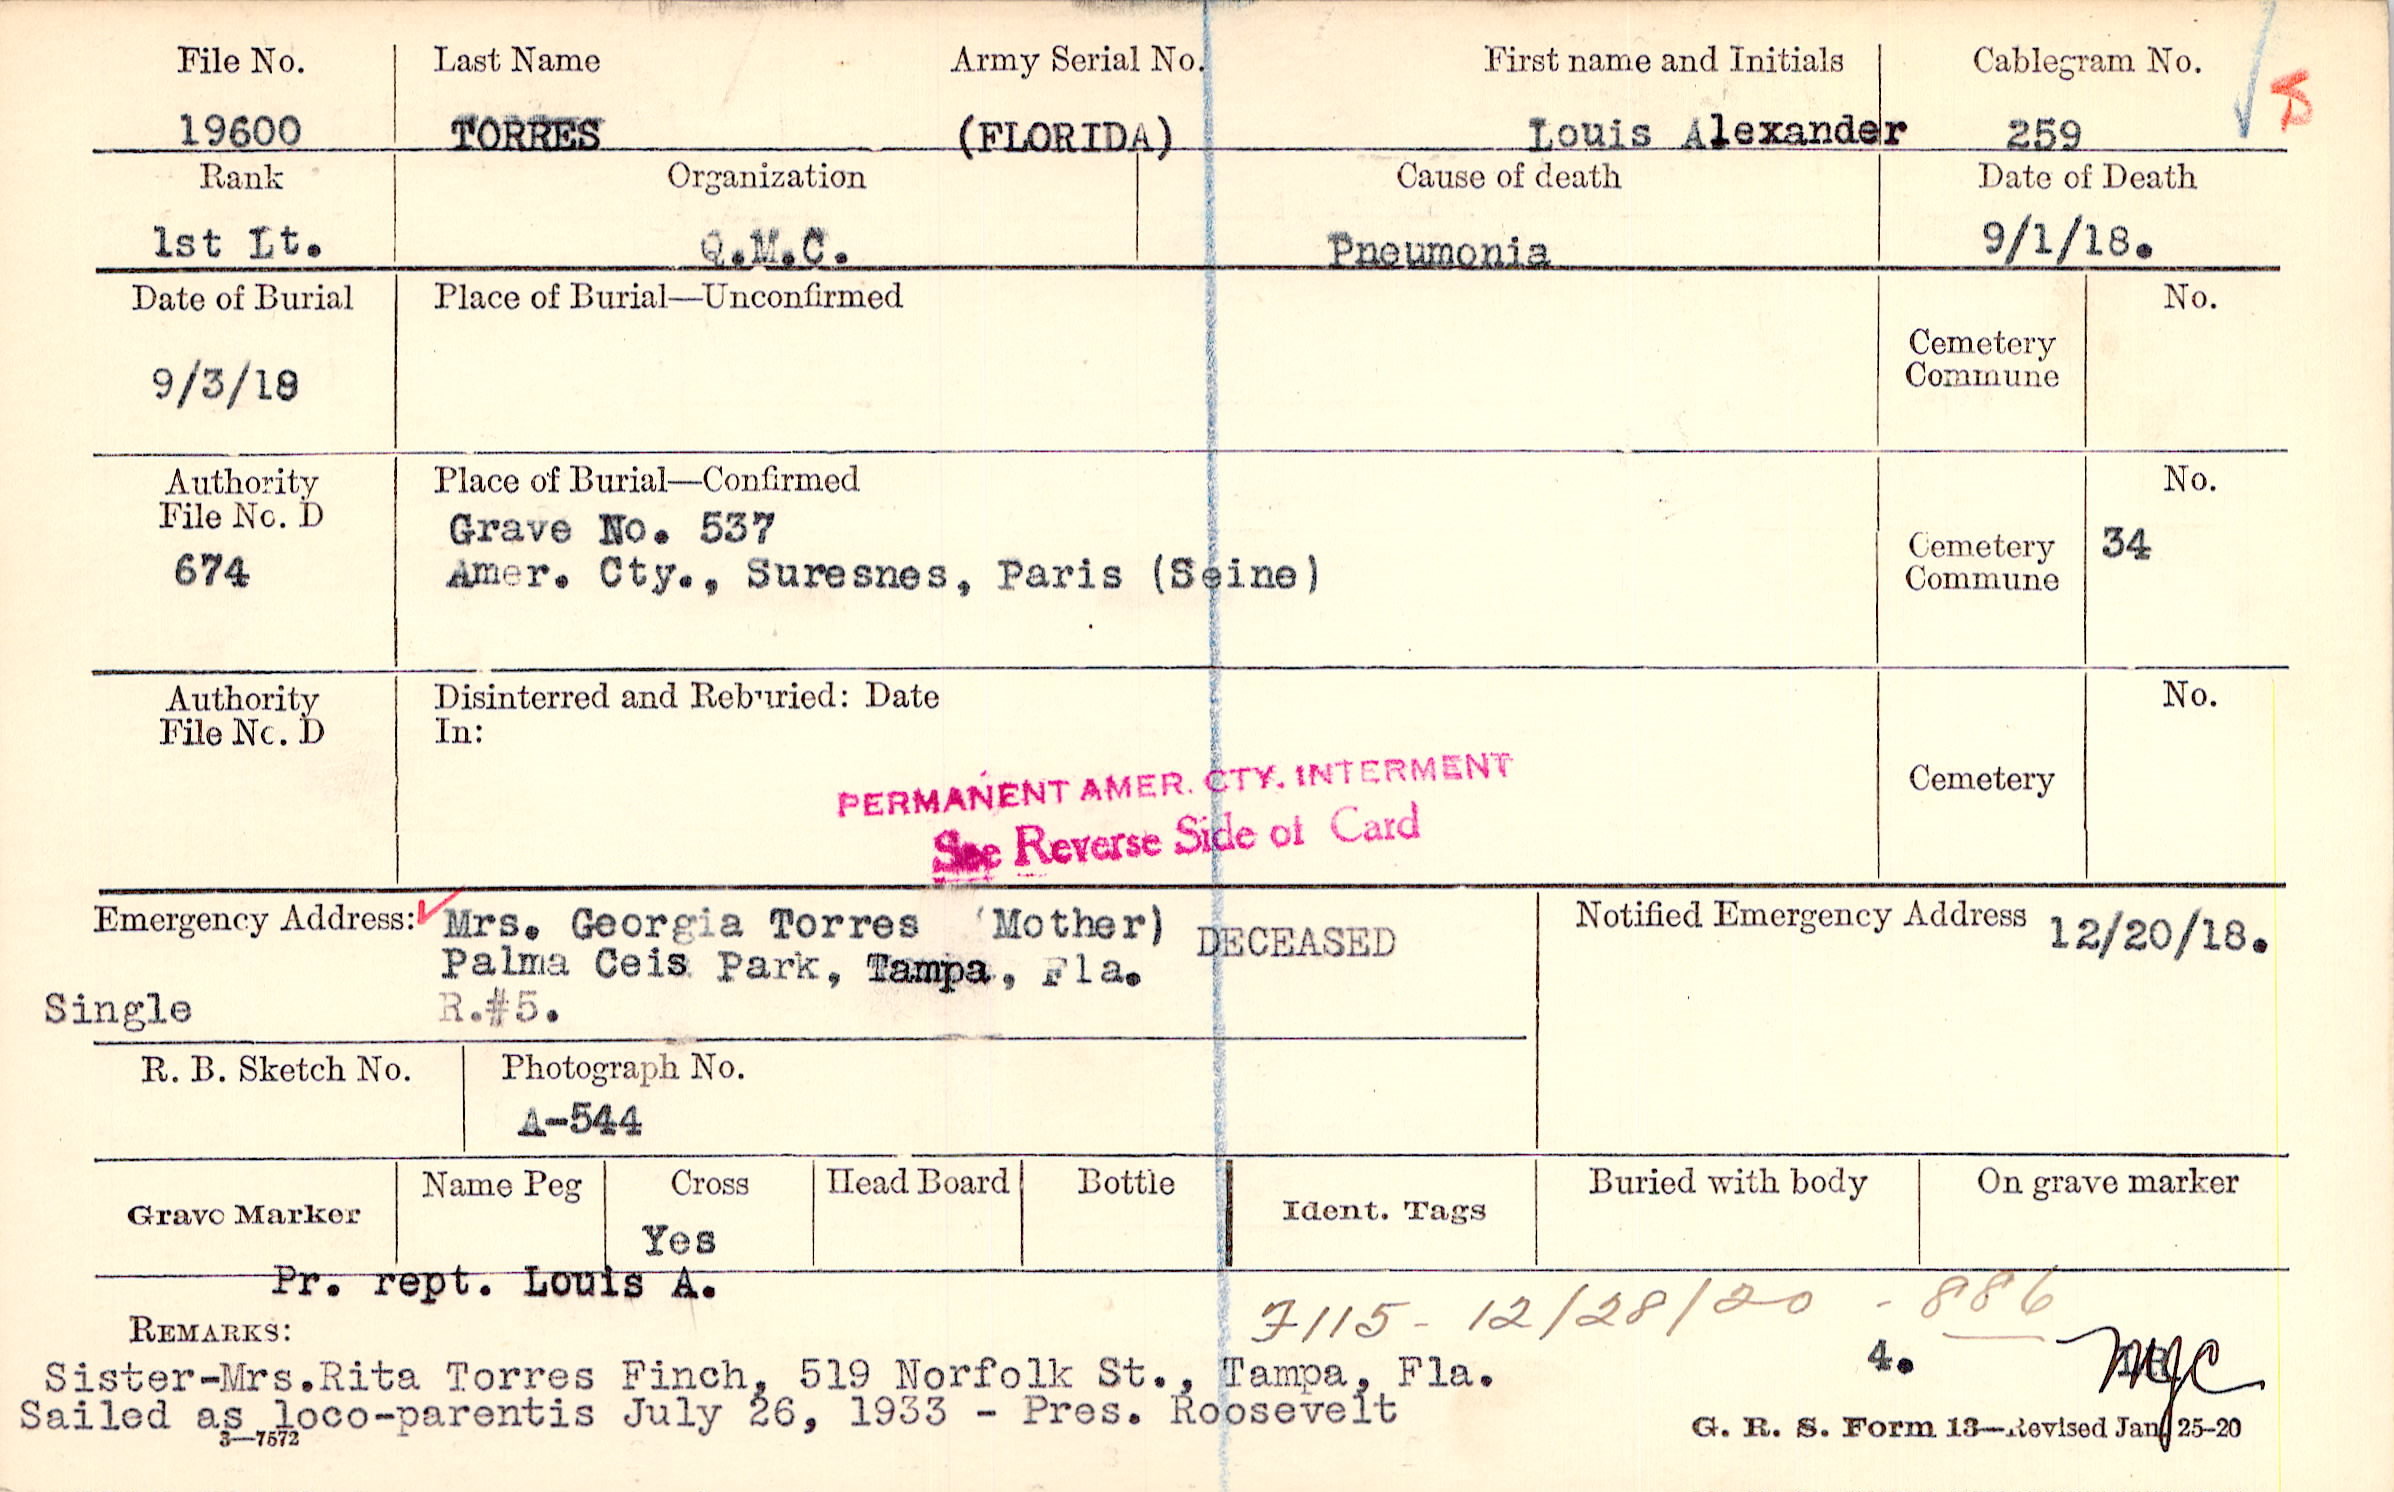 File No. Last Name Army Serial No. First name and Initials Cablegram No.
19600 TORRES (FLORIDA) Louis Alexander 259
S
Rank Organization Cause of death Date of Death
1st Lt. Q.M.C. Pneumonia 9/1/18.
Date of Burial Place of Burial—Unconfirmed No.
Cemetery
Commune
9/3/18
Authority Place of Burial—Confirmed No.
File No. D
Grave No. 537
674 Amer. Cty., Suresnes, Paris (Seine)
Cemetery 34
Commune
Authority Disinterred and Reburied: Date No.
File No. D In:
Cemetery
PERMANENT AMER. CTY. INTERMENT
See Reverse Side of Card
Emergency Address: Mrs. Georgia Torres (Mother) DECEASED Notified Emergency Address 12/20/18.
Palma Ceis Park, Tampa, Fla.
Single R.#5.
R. B. Sketch No. Photograph No.
A-544
Grave Marker Name Peg Cross Head Board Bottle Ident. Tags Buried with body On grave marker
Yes
Pr. rept. Louis A.
7115 - 12/28/20 - 886
REMARKS:
4. MJC
Sister-Mrs.Rita Torres Finch, 519 Norfolk St., Tampa, Fla.
Sailed as loco-parentis July 26, 1933 - Pres. Roosevelt
3—7572
G. R. S. Form 13—Revised Jan. 25-20